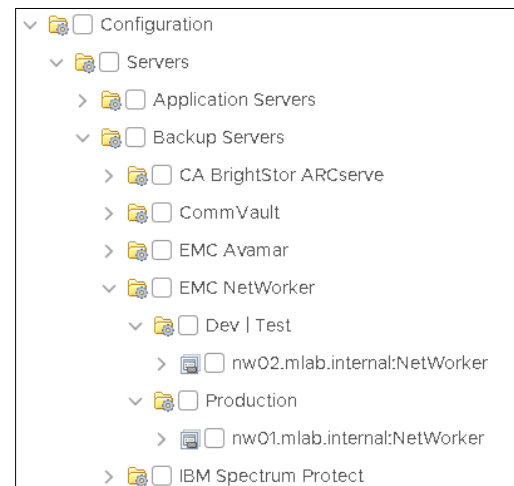 Configuration
Servers
Application Servers
Backup Servers
CA BrightStor ARCserve
CommVault
EMC Avamar
EMC NetWorker
Dev | Test
nw02.mlab.internal:NetWorker
Production
nw01.mlab.internal:NetWorker
IBM Spectrum Protect